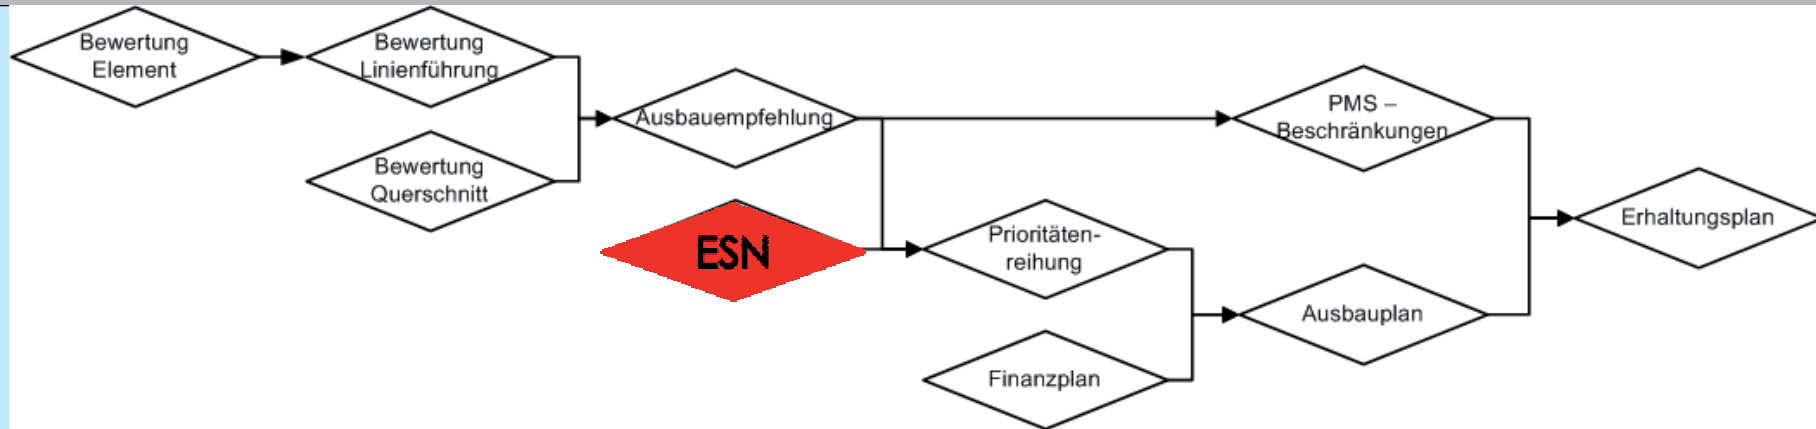 Bewertung
Element
Bewertung
Linienführung
Bewertung
Querschnitt
Ausbauempfehlung
ESN
Prioritäten-
reihung
Finanzplan
PMS –
Beschränkungen
Ausbauplan
Erhaltungsplan